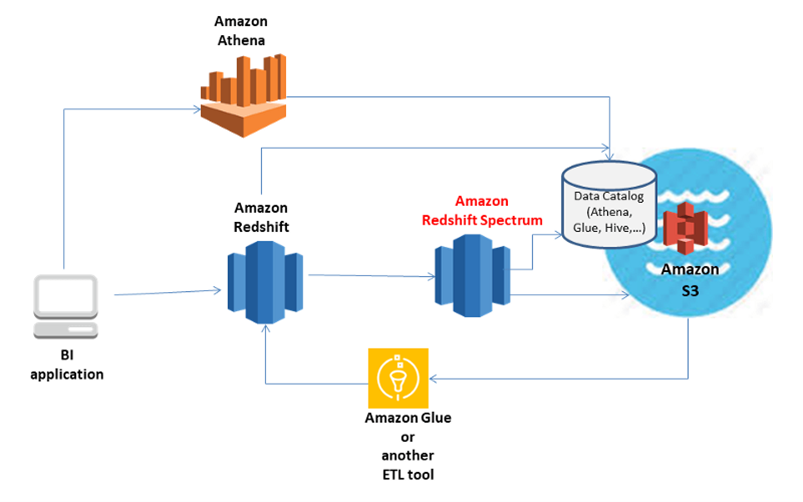 Amazon
Athena
Amazon
Redshift
Amazon
Redshift Spectrum
Data Catalog
(Athena,
Glue, Hive,...)
Amazon
S3
BI
application
Amazon Glue
or
another
ETL tool